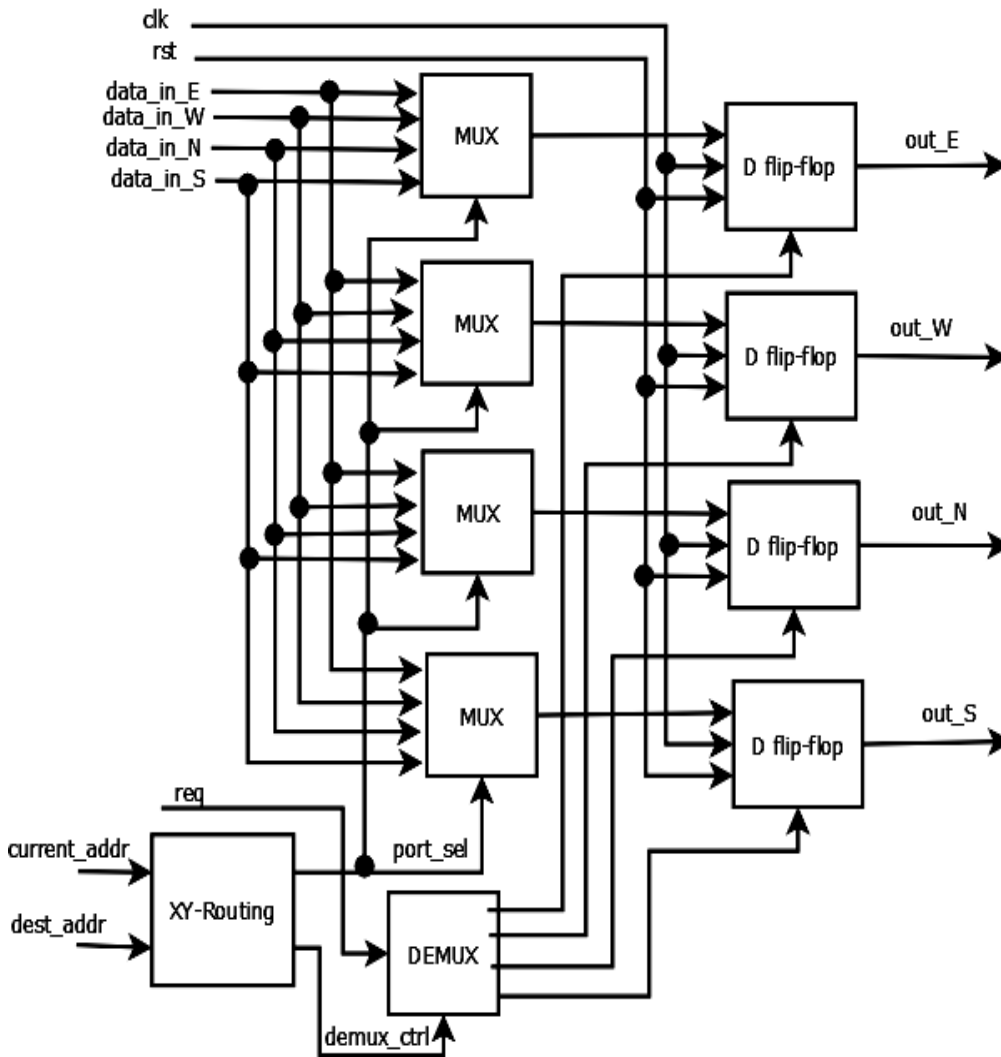 clk
rst
data_in_E
data_in_W
data_in_N
data_in_S
MUX
D flip-flop
out_E
MUX
D flip-flop
out_W
MUX
D flip-flop
out_N
MUX
D flip-flop
out_S
req
current_addr
port_sel
dest_addr
XY-Routing
DEMUX
demux_ctrl